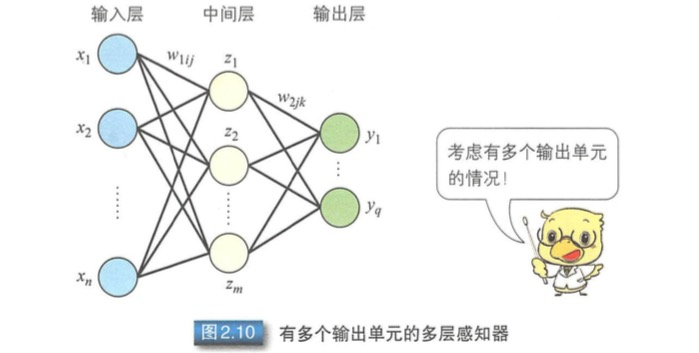 输入层 中间层 输出层
x1 w1ij z1
w2jk
x2 z2 y1
考虑有多个输出单元
的情况!
yq
xn zm
图2.10 有多个输出单元的多层感知器